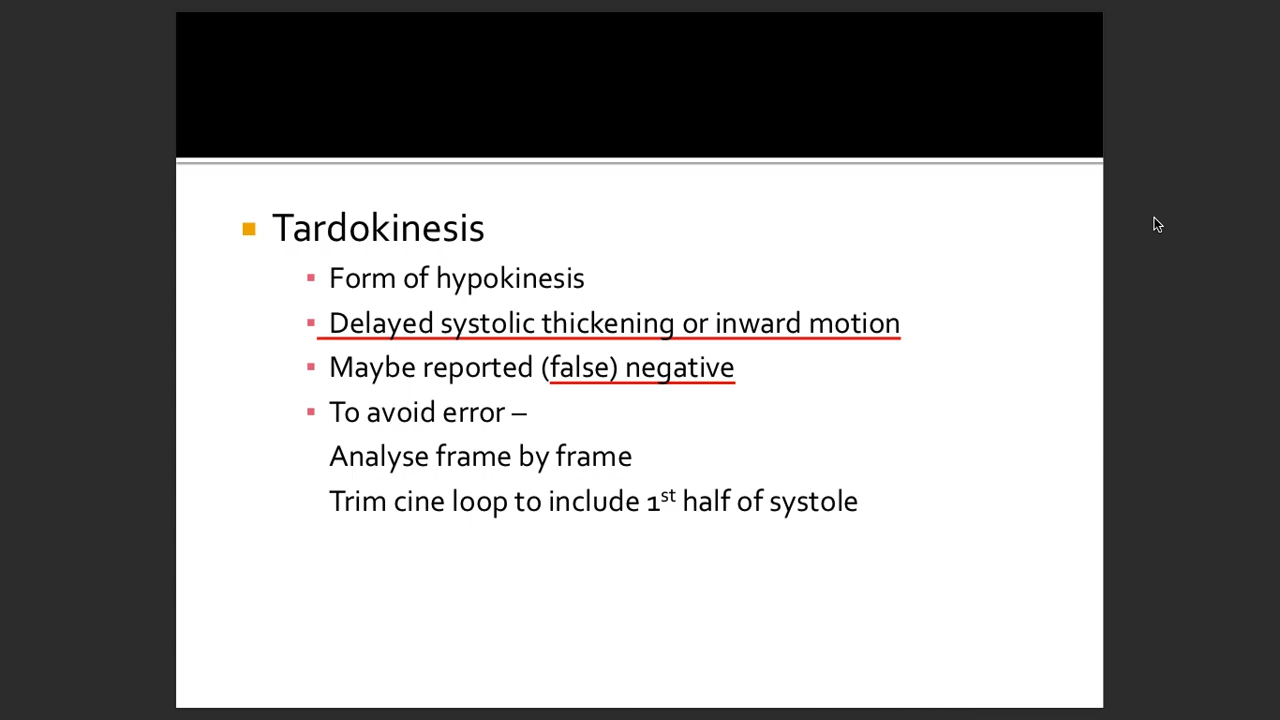 Tardokinesis
Form of hypokinesis
Delayed systolic thickening or inward motion
Maybe reported (false) negative
To avoid error –
Analyse frame by frame
Trim cine loop to include 1st half of systole